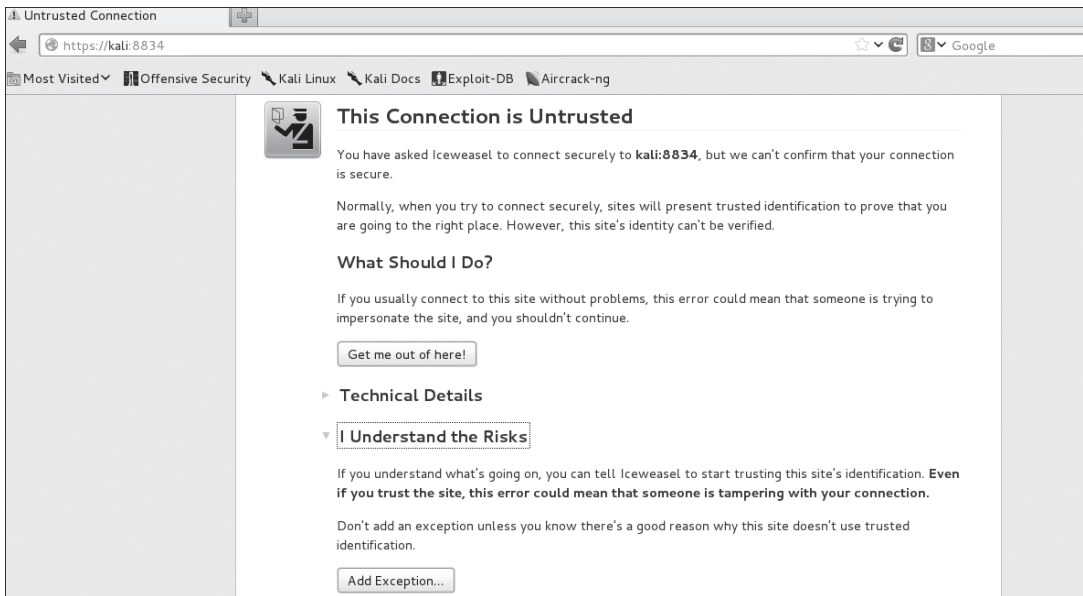 Untrusted Connection
https://kali:8834
Google
Most Visited
Offensive Security
Kali Linux
Kali Docs
Exploit-DB
Aircrack-ng
This Connection is Untrusted
You have asked Iceweasel to connect securely to kali:8834, but we can't confirm that your connection
is secure.
Normally, when you try to connect securely, sites will present trusted identification to prove that you
are going to the right place. However, this site's identity can't be verified.
What Should I Do?
If you usually connect to this site without problems, this error could mean that someone is trying to
impersonate the site, and you shouldn't continue.
Get me out of here!
Technical Details
I Understand the Risks
If you understand what's going on, you can tell Iceweasel to start trusting this site's identification. Even
if you trust the site, this error could mean that someone is tampering with your connection.
Don't add an exception unless you know there's a good reason why this site doesn't use trusted
identification.
Add Exception...